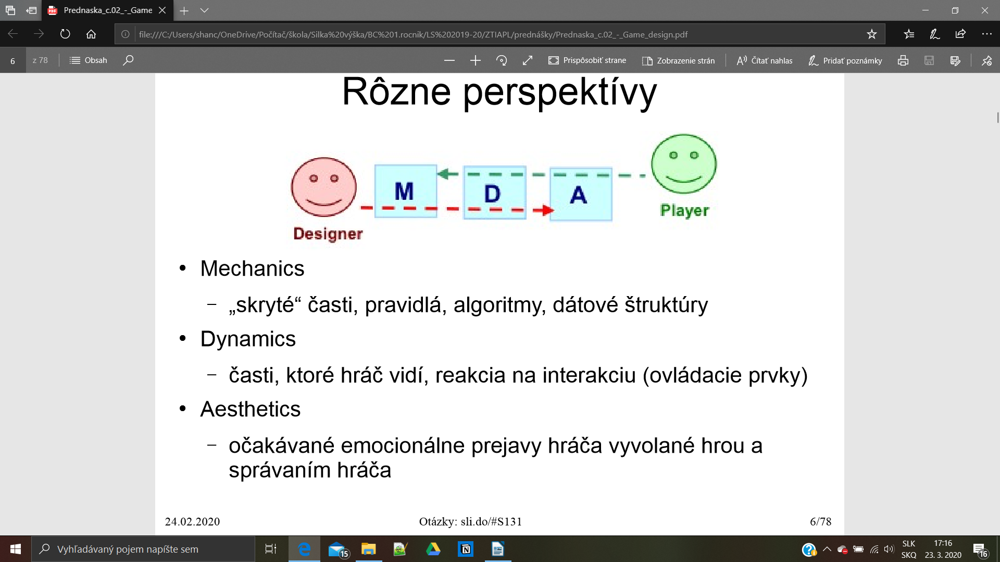 Prednaska_c.02_-_Game
file:///C:/Users/shanc/OneDrive/Počítač/škola/Silka%20výška/BC%201.rocnik/LS%202019-20/ZTIAPL/prednášky/Prednaska_c.02_-_Game_design.pdf
6 z 78 Obsah Prispôsobiť strane Zobrazenie strán Čítať nahlas Pridať poznámky
Rôzne perspektívy
M D A
Player
Designer
• Mechanics
– „skryté“ časti, pravidlá, algoritmy, dátové štruktúry
• Dynamics
– časti, ktoré hráč vidí, reakcia na interakciu (ovládacie prvky)
• Aesthetics
– očakávané emocionálne prejavy hráča vyvolané hrou a
správaním hráča
24.02.2020 Otázky: sli.do/#S131 6/78
Vyhľadávaný pojem napíšte sem
15
SLK 17:16
SKQ 23. 3. 2020
16